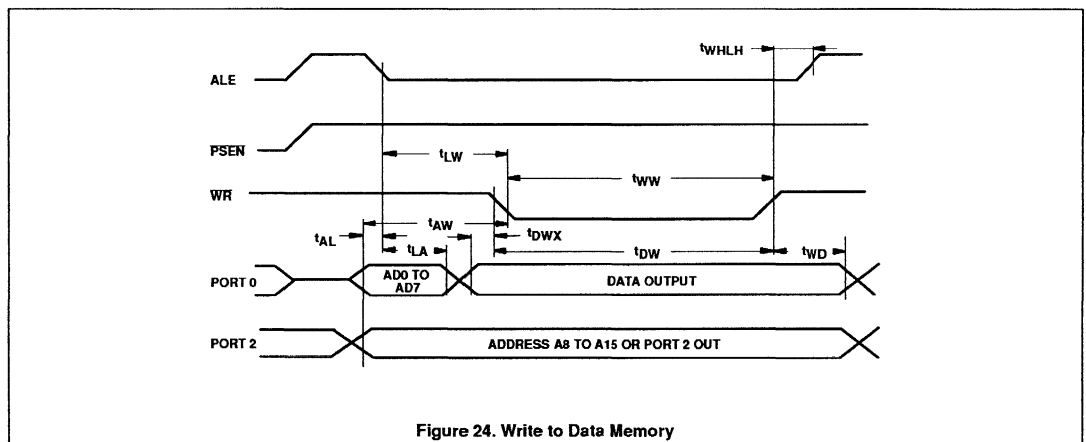 tWHLH
ALE
PSEN
tLW
tWW
WR
tAW
tAL
tLA
tDWX
tDW
tWD
PORT 0
AD0 TO
AD7
DATA OUTPUT
PORT 2
ADDRESS A8 TO A15 OR PORT 2 OUT
Figure 24. Write to Data Memory